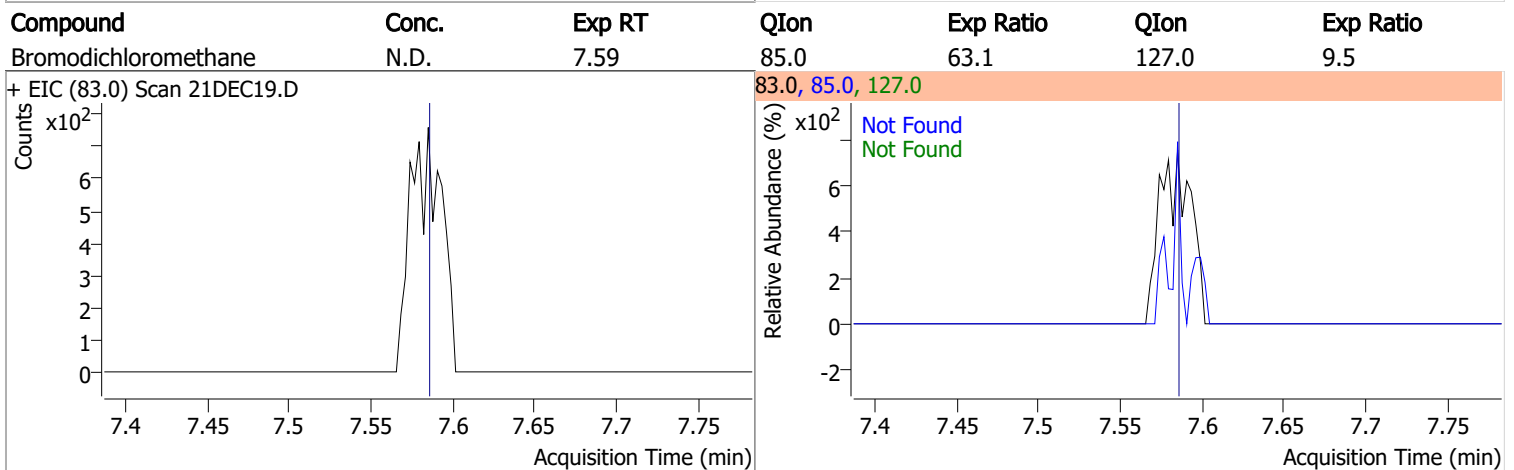 Compound Conc. Exp RT QIon Exp Ratio QIon Exp Ratio
Bromodichloromethane N.D. 7.59 85.0 63.1 127.0 9.5
+ EIC (83.0) Scan 21DEC19.D
Counts
x10²
6
5
4
3
2
1
0
7.4 7.45 7.5 7.55 7.6 7.65 7.7 7.75
Acquisition Time (min)
83.0, 85.0, 127.0
Relative Abundance (%)
x10²
Not Found
Not Found
6
4
2
0
-2
7.4 7.45 7.5 7.55 7.6 7.65 7.7 7.75
Acquisition Time (min)